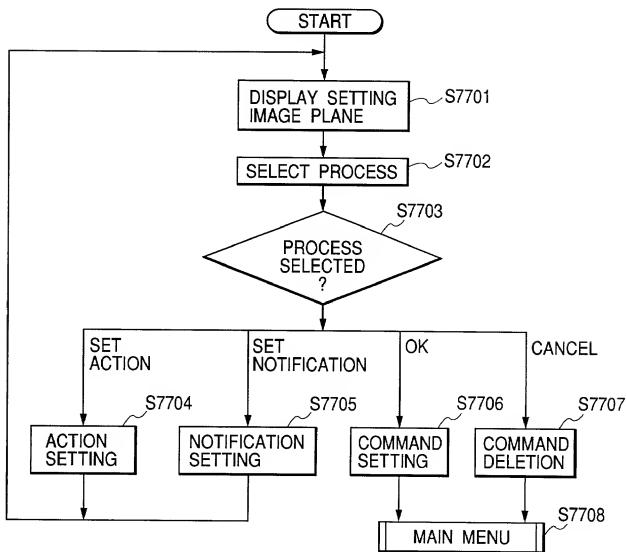 START
DISPLAY SETTING
IMAGE PLANE
S7701
SELECT PROCESS
S7702
S7703
PROCESS
SELECTED
?
SET
ACTION
SET
NOTIFICATION
OK
CANCEL
S7704
S7705
S7706
S7707
ACTION
SETTING
NOTIFICATION
SETTING
COMMAND
SETTING
COMMAND
DELETION
S7708
MAIN MENU